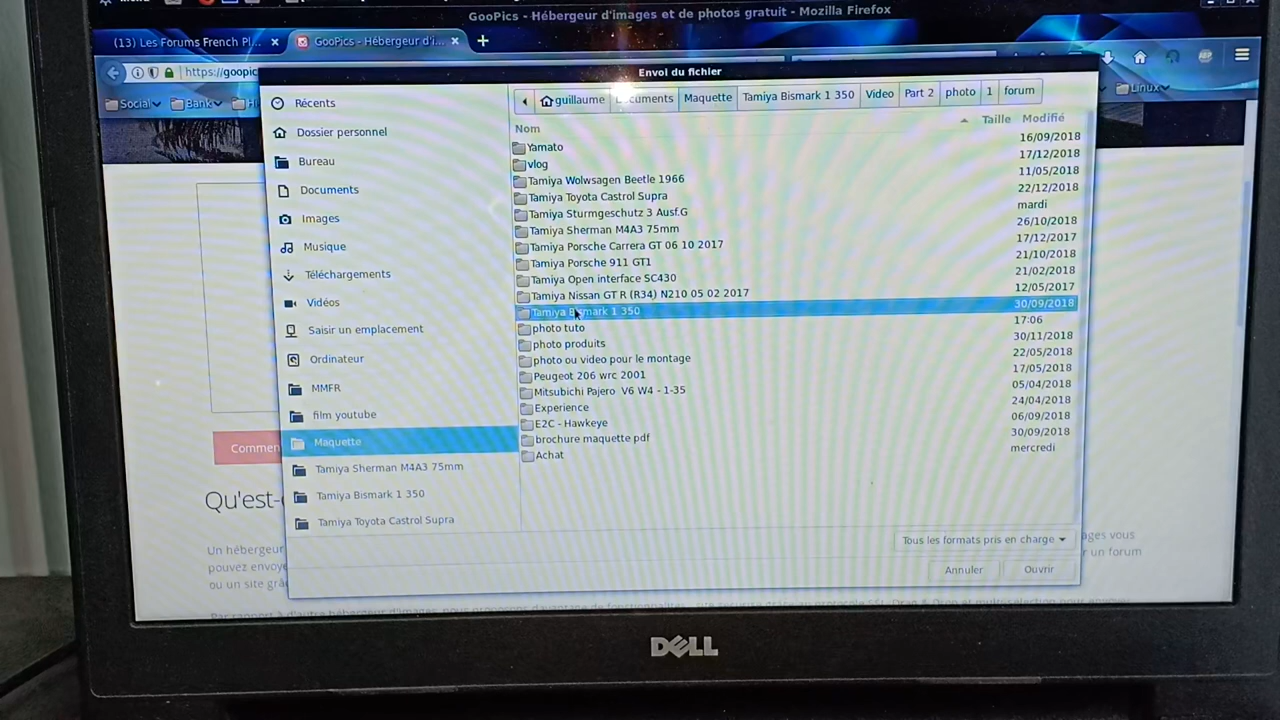 GooPics - Hébergeur d'images et de photos gratuit - Mozilla Firefox
(13) Les Forums French Pl... ×
GooPics - Hébergeur d'i... × +
https://goopic
Social
Bank
Linux
Envoi du fichier
guillaume Documents Maquette Tamiya Bismark 1 350 Video Part 2 photo 1 forum
Récents
Dossier personnel
Bureau
Documents
Images
Musique
Téléchargements
Vidéos
Saisir un emplacement
Ordinateur
MMFR
film youtube
Maquette
Tamiya Sherman M4A3 75mm
Tamiya Bismark 1 350
Tamiya Toyota Castrol Supra
Nom Taille Modifié
Yamato 16/09/2018
vlog 17/12/2018
Tamiya Wolwsagen Beetle 1966 11/05/2018
Tamiya Toyota Castrol Supra 22/12/2018
Tamiya Sturmgeschutz 3 Ausf.G mardi
Tamiya Sherman M4A3 75mm 26/10/2018
Tamiya Porsche Carrera GT 06 10 2017 17/12/2017
Tamiya Porsche 911 GT1 21/10/2018
Tamiya Open interface SC430 21/02/2018
Tamiya Nissan GT R (R34) N210 05 02 2017 12/05/2017
Tamiya Bismark 1 350 30/09/2018
photo tuto 17:06
photo produits 30/11/2018
photo ou video pour le montage 22/05/2018
Peugeot 206 wrc 2001 17/05/2018
Mitsubichi Pajero V6 W4 - 1-35 05/04/2018
Experience 24/04/2018
E2C - Hawkeye 06/09/2018
brochure maquette pdf 30/09/2018
Achat mercredi
Tous les formats pris en charge
Annuler Ouvrir
Commen
Qu'est-
Un hébergeur
ages vous
pouvez envoye
r un forum
ou un site grâ
DELL